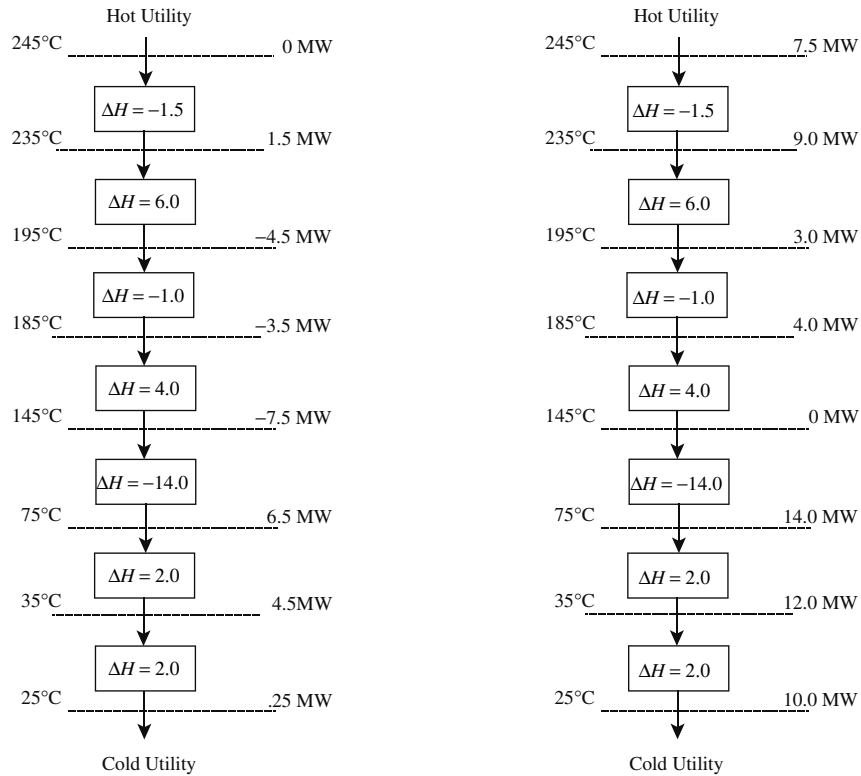 Hot Utility
245°C 0 MW
ΔH = −1.5
235°C 1.5 MW
ΔH = 6.0
195°C −4.5 MW
ΔH = −1.0
185°C −3.5 MW
ΔH = 4.0
145°C −7.5 MW
ΔH = −14.0
75°C 6.5 MW
ΔH = 2.0
35°C 4.5MW
ΔH = 2.0
25°C .25 MW
Cold Utility
Hot Utility
245°C 7.5 MW
ΔH = −1.5
235°C 9.0 MW
ΔH = 6.0
195°C 3.0 MW
ΔH = −1.0
185°C 4.0 MW
ΔH = 4.0
145°C 0 MW
ΔH = −14.0
75°C 14.0 MW
ΔH = 2.0
35°C 12.0 MW
ΔH = 2.0
25°C 10.0 MW
Cold Utility